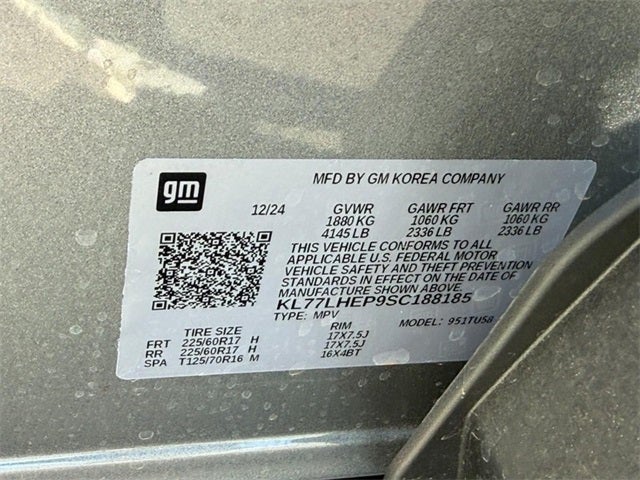 gm
MFD BY GM KOREA COMPANY
12/24 GVWR GAWR FRT GAWR RR
1880 KG 1060 KG 1060 KG
4145 LB 2336 LB 2336 LB
THIS VEHICLE CONFORMS TO ALL
APPLICABLE U.S. FEDERAL MOTOR
VEHICLE SAFETY AND THEFT PREVENTION
STANDARDS IN EFFECT ON THE DATE OF
MANUFACTURE SHOWN ABOVE.
KL77LHEP9SC188185
TYPE: MPV MODEL: 951TU58
TIRE SIZE RIM
FRT 225/60R17 H 17X7.5J
RR 225/60R17 H 17X7.5J
SPA T125/70R16 M 16X4BT